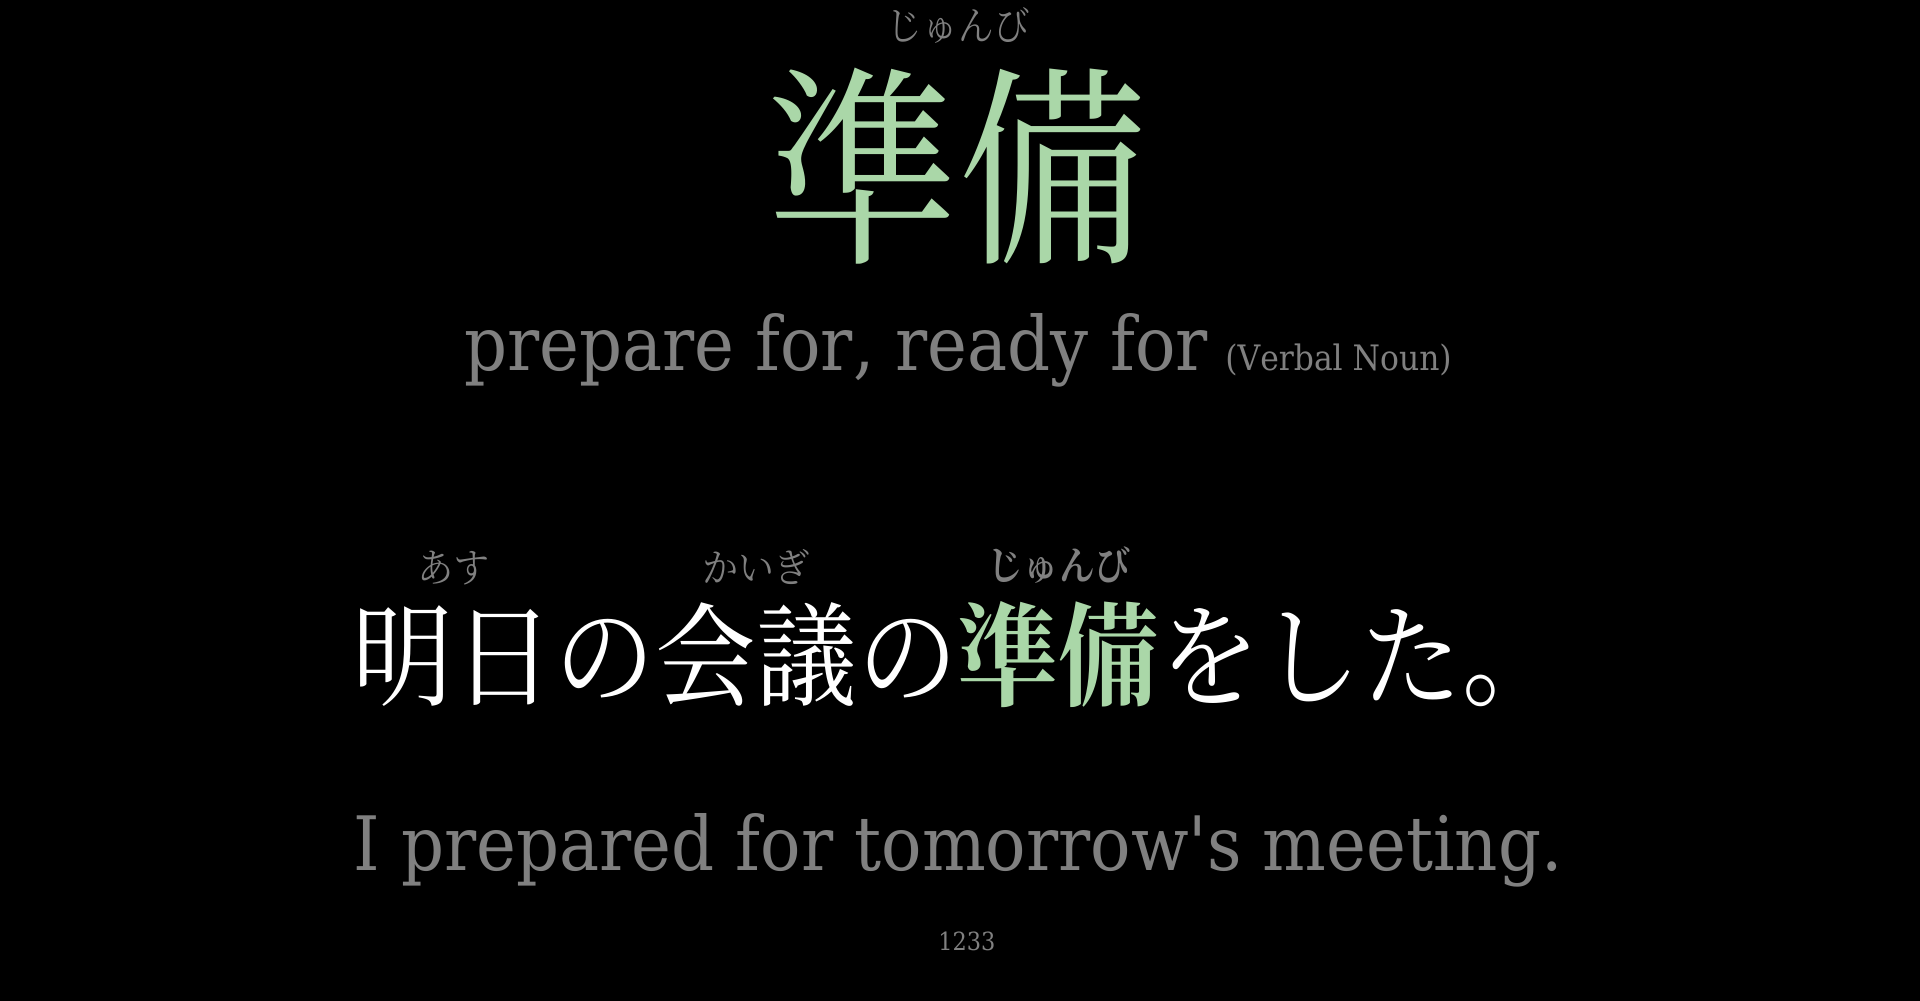 じゅんび
準備
prepare for, ready for (Verbal Noun)
あす かいぎ じゅんび
明日の会議の準備をした。
I prepared for tomorrow's meeting.
1233